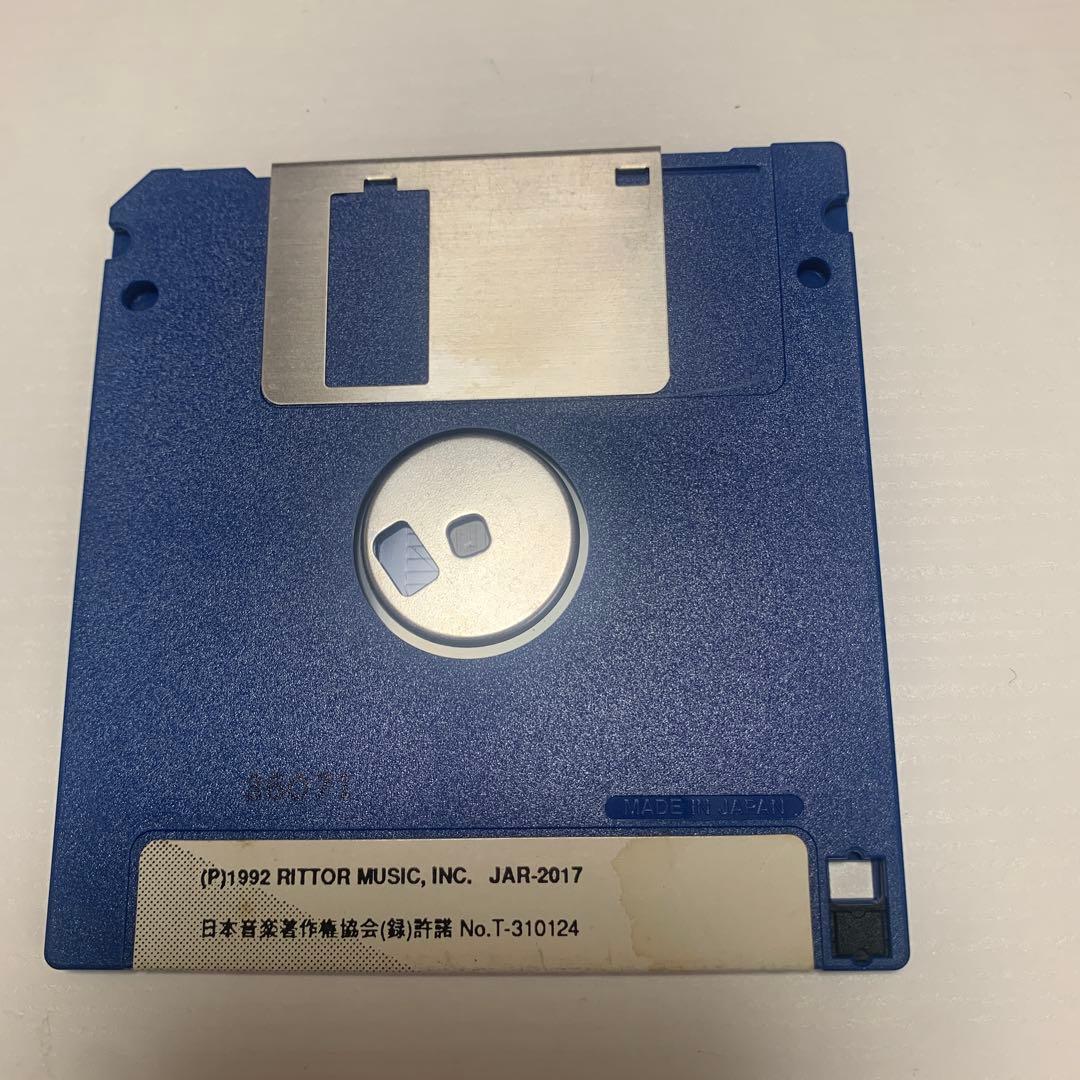 MADE IN JAPAN
(P)1992 RITTOR MUSIC, INC. JAR-2017
日本音楽著作権協会(録)許諾 No.T-310124